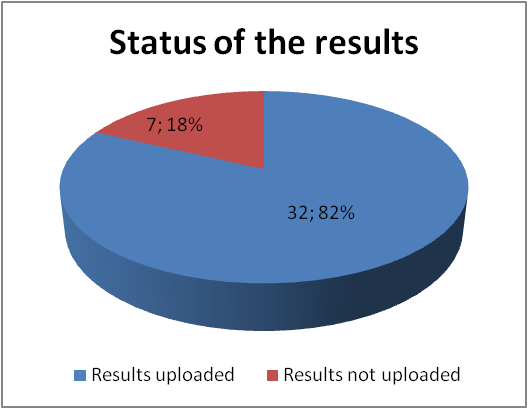 Status of the results
7; 18%
32; 82%
Results uploaded
Results not uploaded